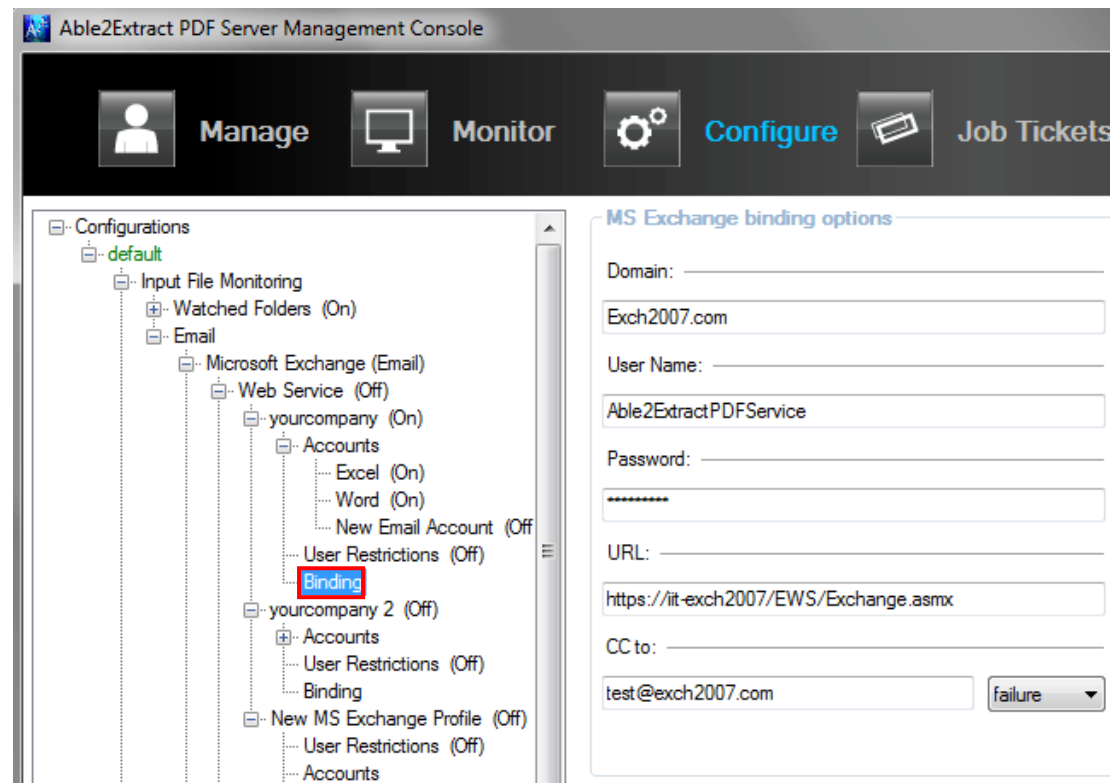 Able2Extract PDF Server Management Console
Manage Monitor Configure Job Tickets
Configurations
default
Input File Monitoring
Watched Folders (On)
Email
Microsoft Exchange (Email)
Web Service (Off)
yourcompany (On)
Accounts
Excel (On)
Word (On)
New Email Account (Off
User Restrictions (Off)
Binding
yourcompany 2 (Off)
Accounts
User Restrictions (Off)
Binding
New MS Exchange Profile (Off)
User Restrictions (Off)
Accounts
MS Exchange binding options
Domain:
Exch2007.com
User Name:
Able2ExtractPDFService
Password:
*********
URL:
https://iit-exch2007/EWS/Exchange.asmx
CC to:
test@exch2007.com failure